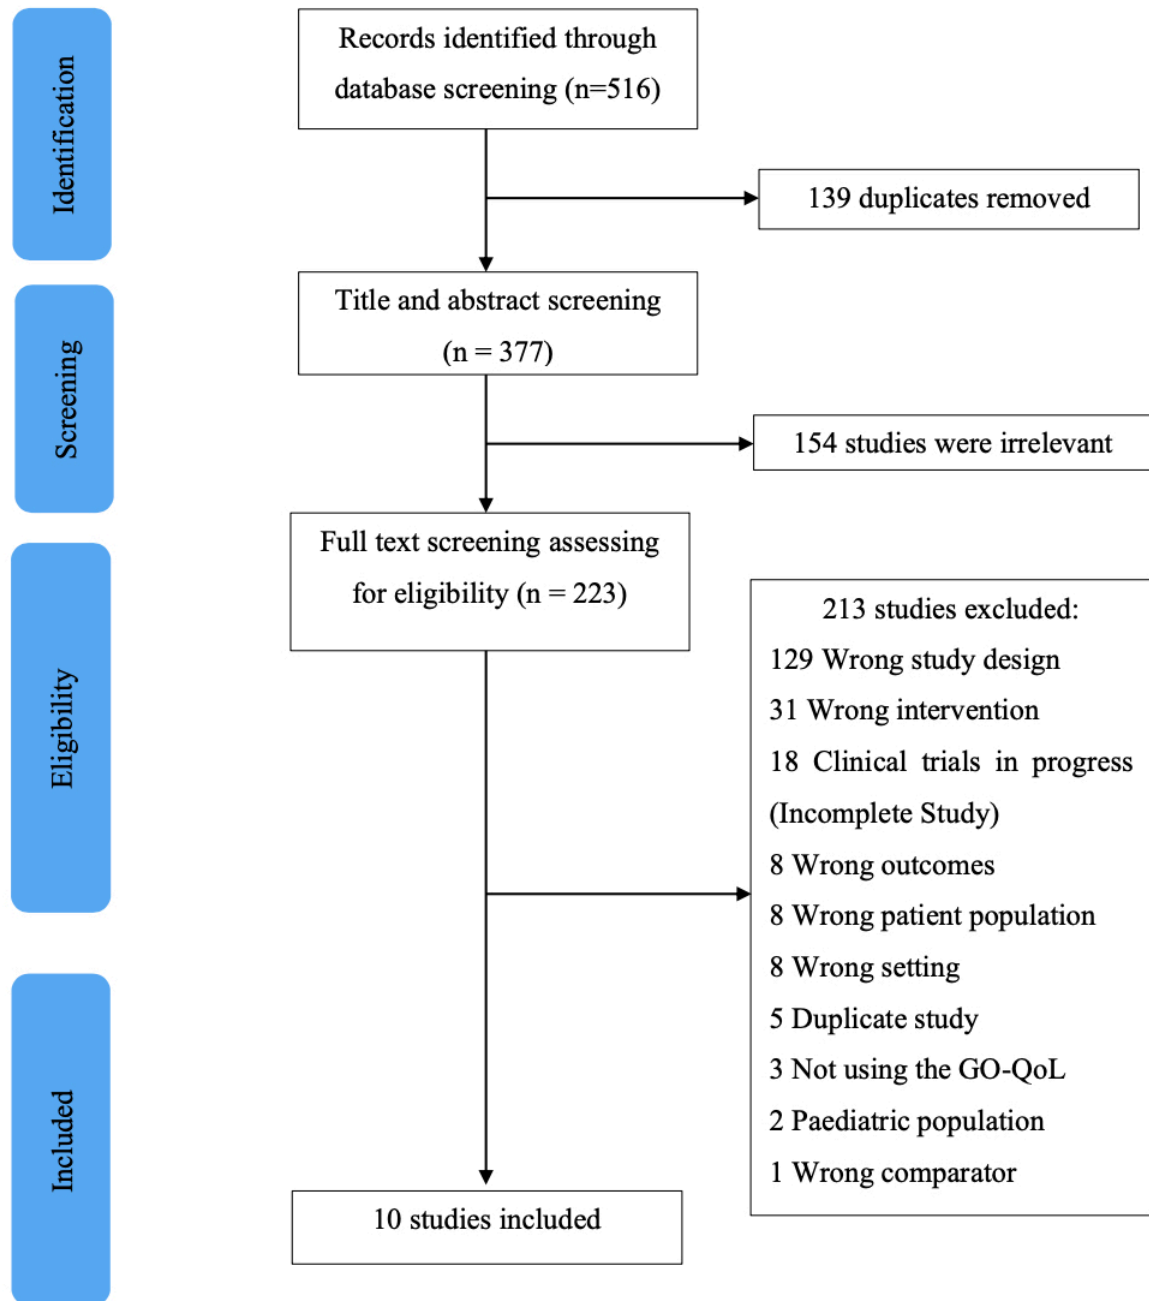 Identification
Records identified through
database screening (n=516)
139 duplicates removed
Screening
Title and abstract screening
(n = 377)
154 studies were irrelevant
Eligibility
Full text screening assessing
for eligibility (n = 223)
213 studies excluded:
129 Wrong study design
31 Wrong intervention
18 Clinical trials in progress
(Incomplete Study)
8 Wrong outcomes
8 Wrong patient population
8 Wrong setting
5 Duplicate study
3 Not using the GO-QoL
2 Paediatric population
1 Wrong comparator
Included
10 studies included